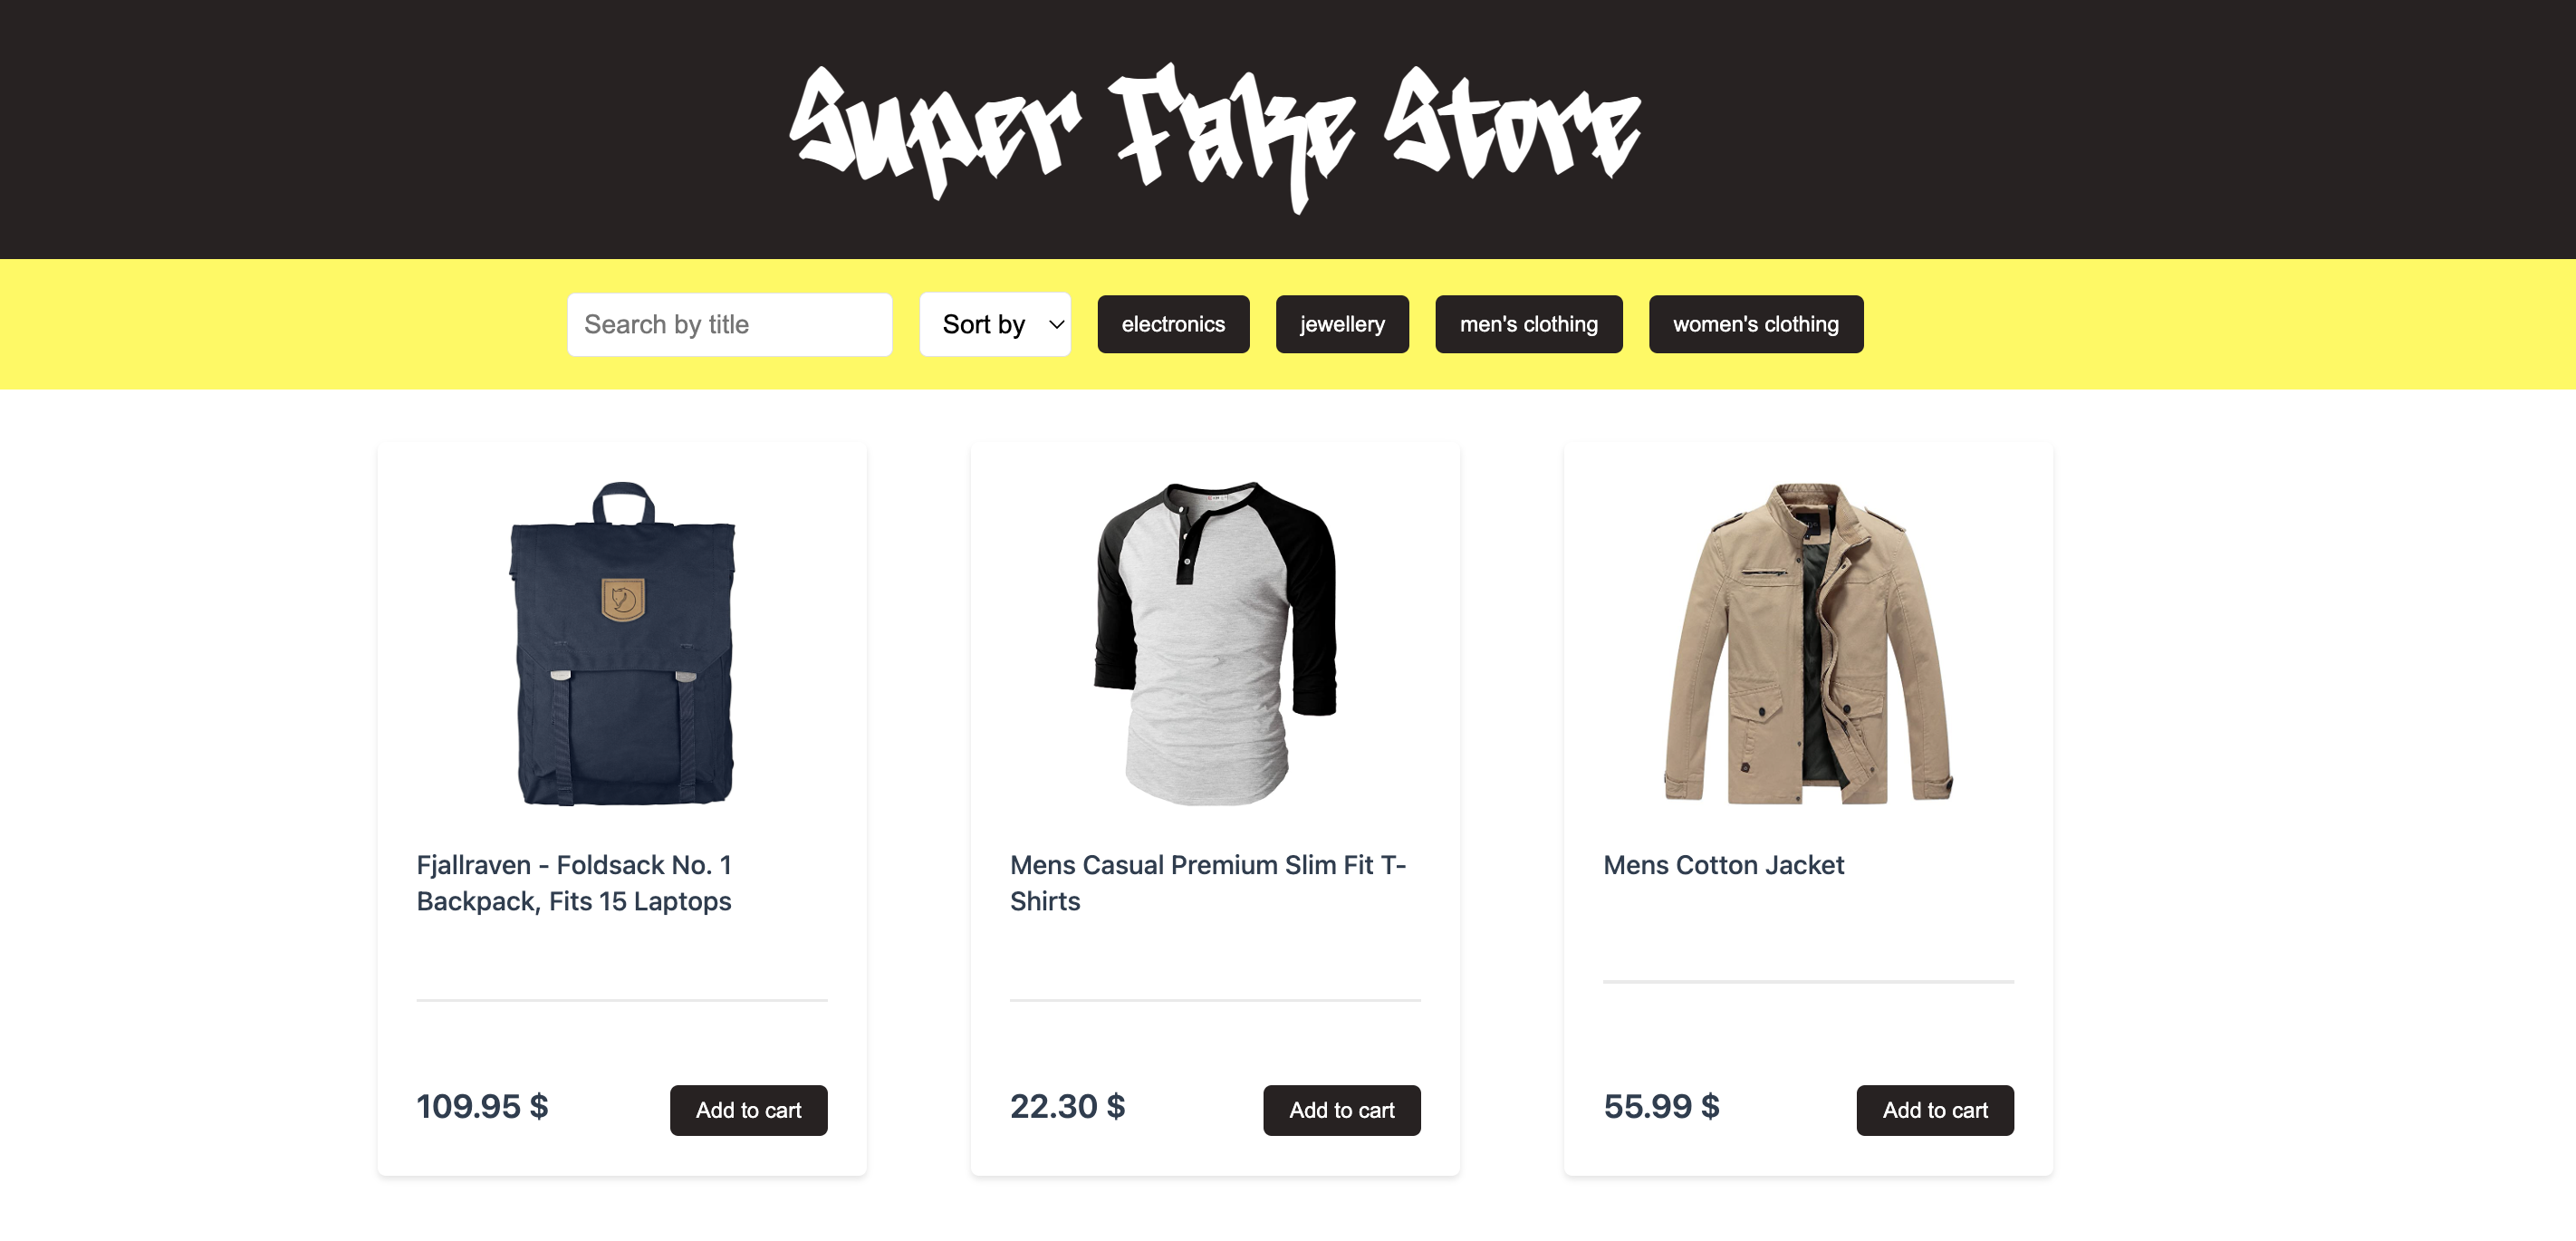 Super Fake Store
Search by title
Sort by
electronics
jewellery
men's clothing
women's clothing
Fjallraven - Foldsack No. 1
Backpack, Fits 15 Laptops
109.95 $
Add to cart
Mens Casual Premium Slim Fit T-
Shirts
22.30 $
Add to cart
Mens Cotton Jacket
55.99 $
Add to cart